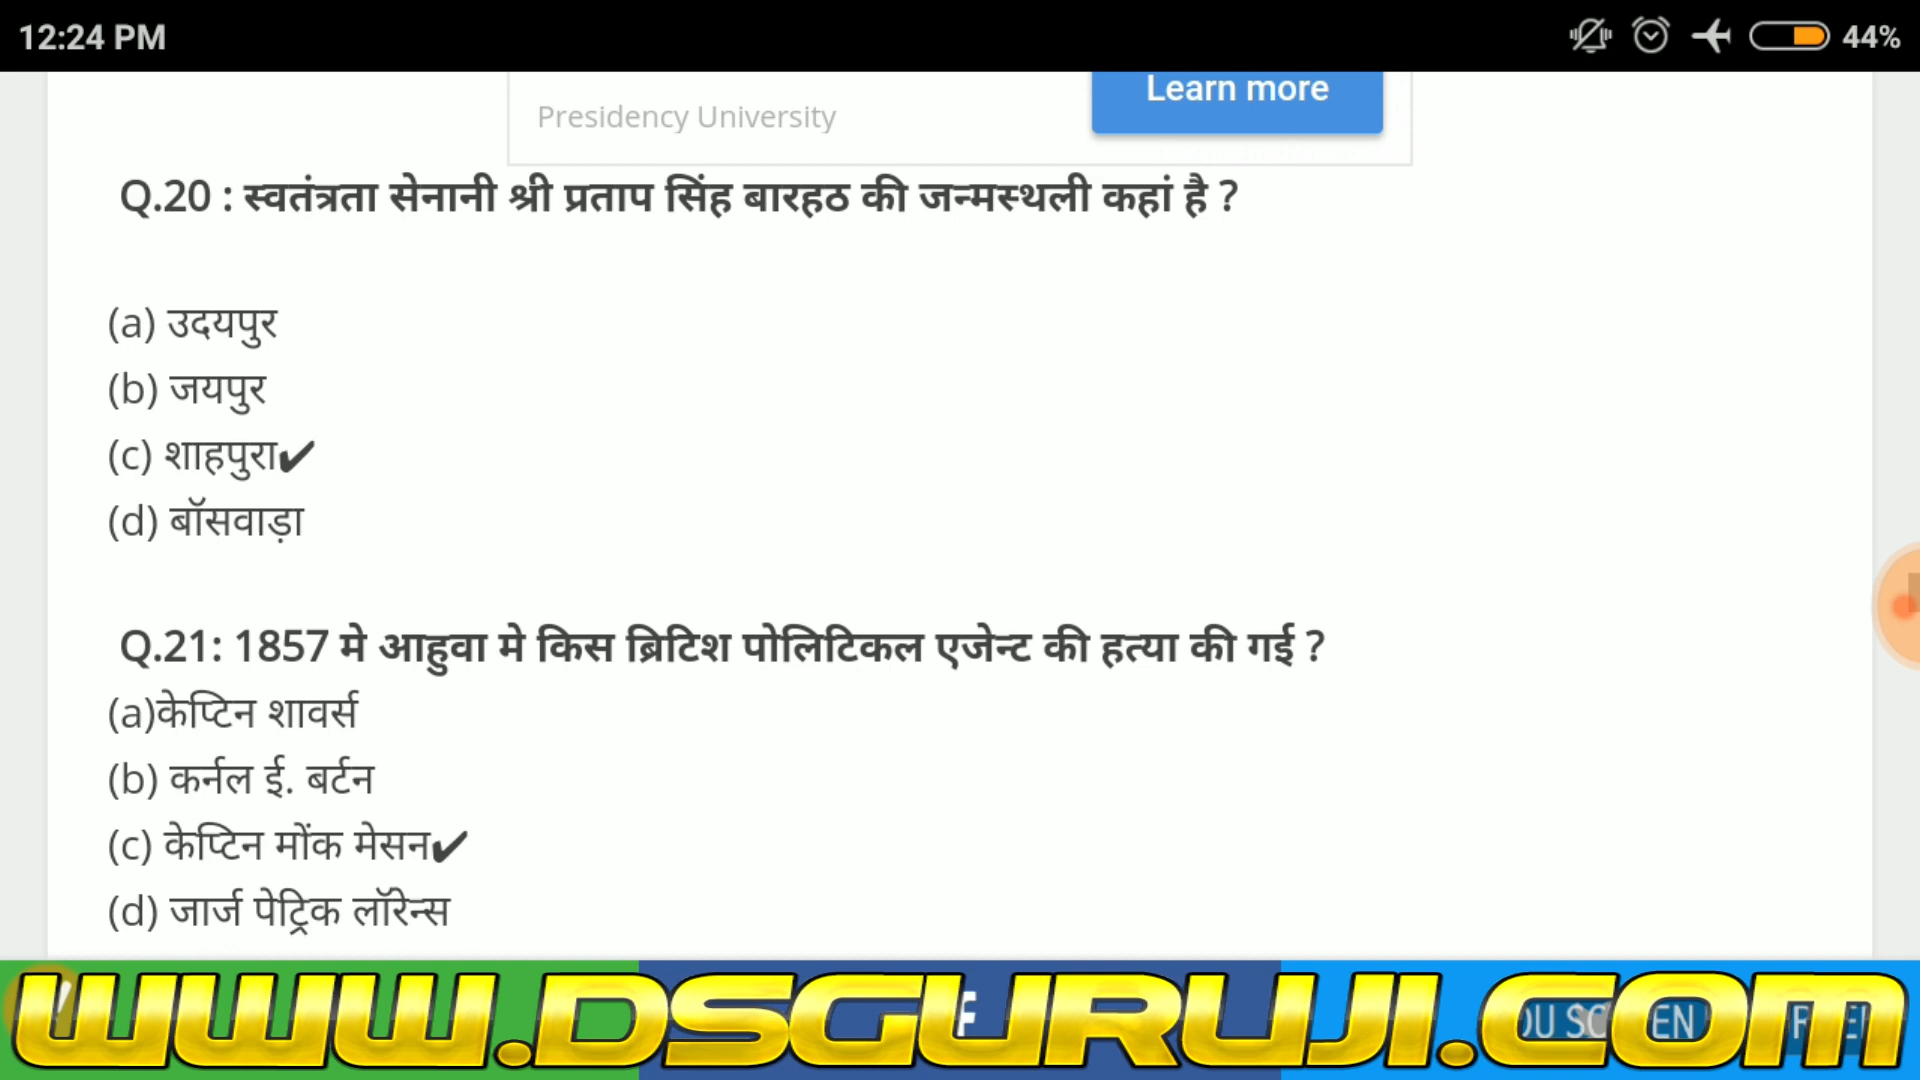 12:24 PM
44%
Learn more
Presidency University
Q.20 : स्वतंत्रता सेनानी श्री प्रताप सिंह बारहठ की जन्मस्थली कहां है ?
(a) उदयपुर
(b) जयपुर
(c) शाहपुरा✔
(d) बॉसवाड़ा
Q.21: 1857 मे आहुवा मे किस ब्रिटिश पोलिटिकल एजेन्ट की हत्या की गई ?
(a)केप्टिन शावर्स
(b) कर्नल ई. बर्टन
(c) केप्टिन मोंक मेसन✔
(d) जार्ज पेट्रिक लॉरेन्स
WWW.DSGURUJI.COM